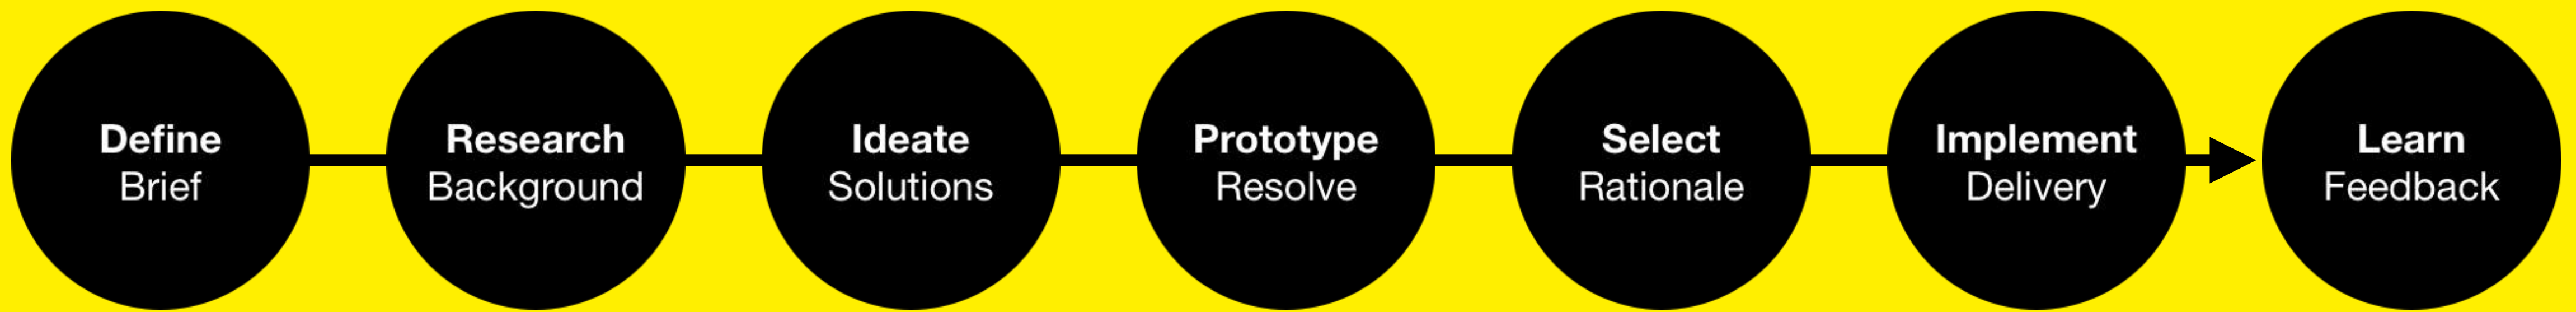 Define
Brief
Research
Background
Ideate
Solutions
Prototype
Resolve
Select
Rationale
Implement
Delivery
Learn
Feedback